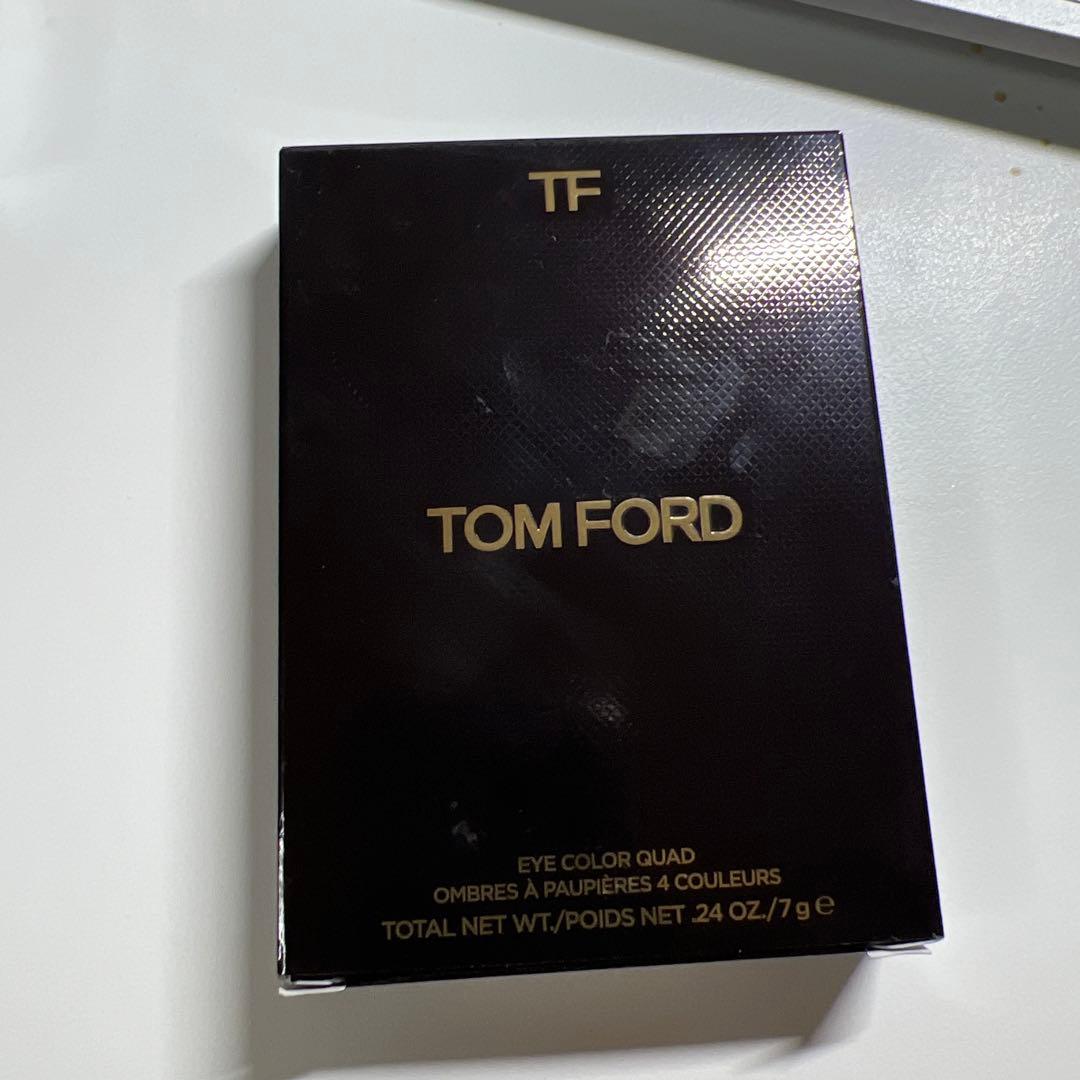 TF
TOM FORD
EYE COLOR QUAD
OMBRES À PAUPIÈRES 4 COULEURS
TOTAL NET WT./POIDS NET .24 OZ./7 g ℮